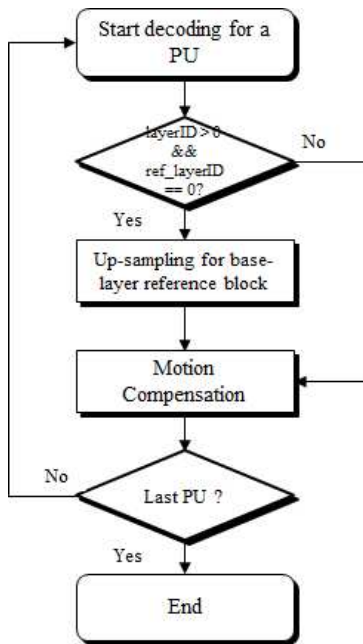 Start decoding for a
PU
layerID > 0
&&
ref_layerID
== 0?
No
Yes
Up-sampling for base-
layer reference block
Motion
Compensation
No
Last PU ?
Yes
End